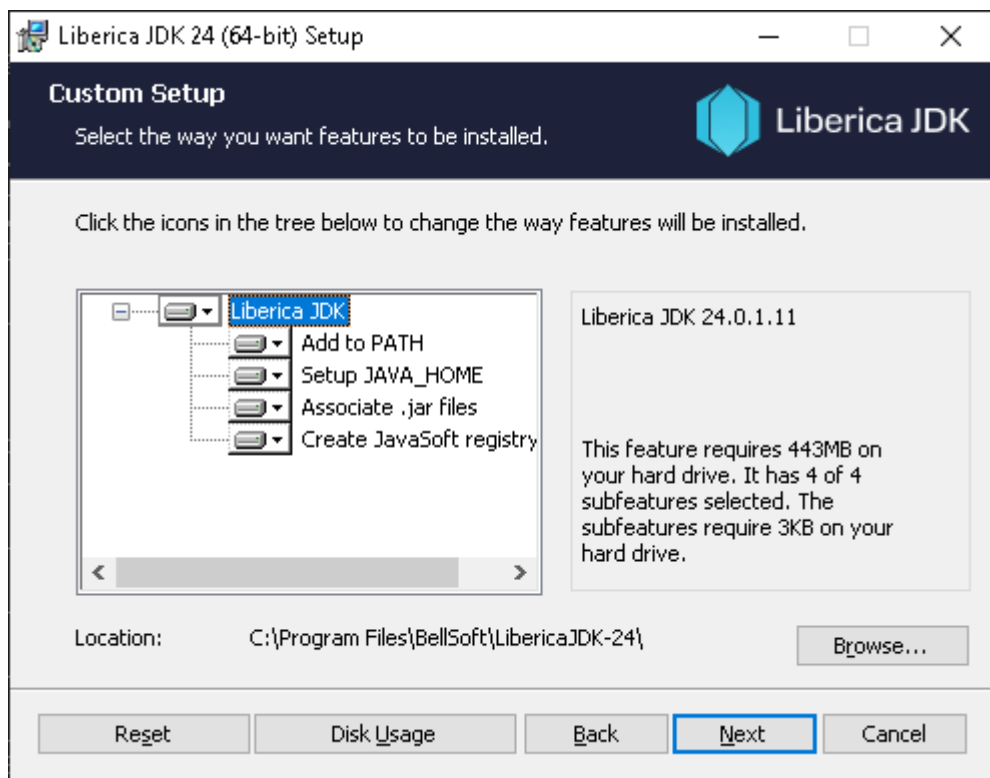 Liberica JDK 24 (64-bit) Setup
Custom Setup
Select the way you want features to be installed.
Liberica JDK
Click the icons in the tree below to change the way features will be installed.
Liberica JDK
Add to PATH
Setup JAVA_HOME
Associate .jar files
Create JavaSoft registry
Liberica JDK 24.0.1.11
This feature requires 443MB on
your hard drive. It has 4 of 4
subfeatures selected. The
subfeatures require 3KB on your
hard drive.
Location: C:\Program Files\BellSoft\LibericaJDK-24\
Browse...
Reset Disk Usage Back Next Cancel